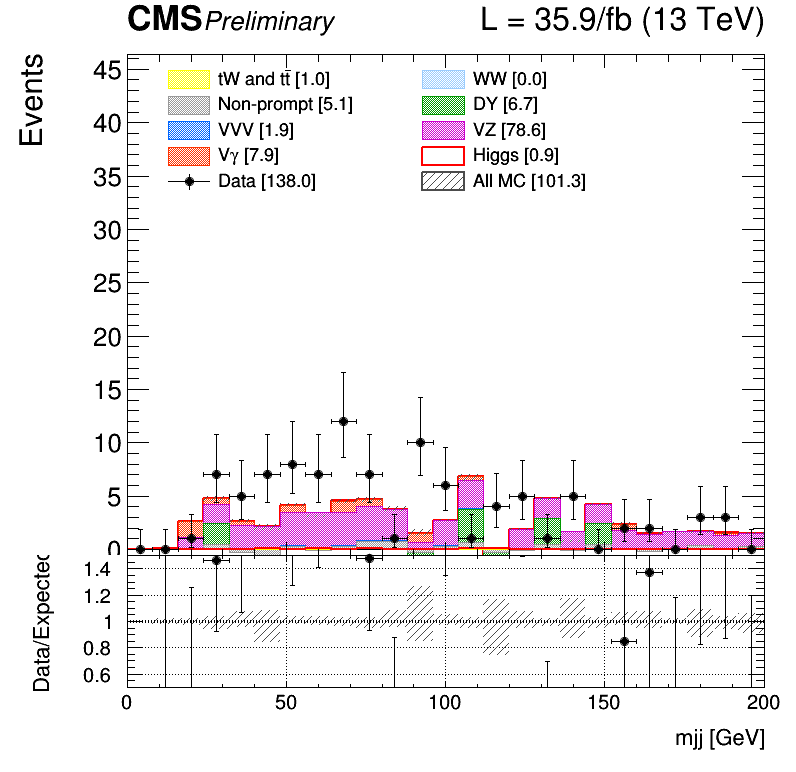 CMS Preliminary L = 35.9/fb (13 TeV)
Events
tW and tt̄ [1.0] WW [0.0]
Non-prompt [5.1] DY [6.7]
VVV [1.9] VZ [78.6]
Vγ [7.9] Higgs [0.9]
Data [138.0] All MC [101.3]
45
40
35
30
25
20
15
10
5
0
Data/Expected
1.4
1.2
1
0.8
0.6
0 50 100 150 200
mjj [GeV]